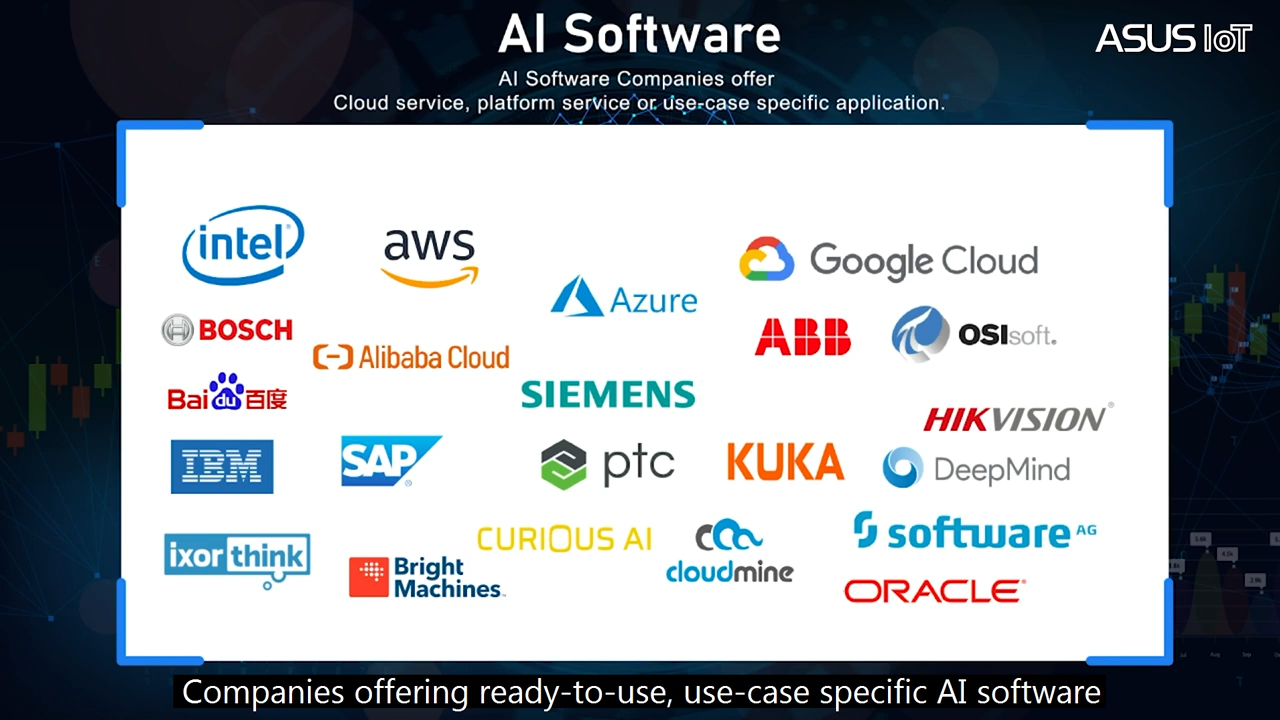 AI Software
ASUS IoT
AI Software Companies offer
Cloud service, platform service or use-case specific application.
intel
aws
Google Cloud
Azure
BOSCH
ABB
OSIsoft.
Alibaba Cloud
Baidu百度
SIEMENS
HIKVISION®
IBM
SAP®
ptc
KUKA
DeepMind
ixor think
CURIOUS AI
cloudmine
software AG
Bright
Machines™
ORACLE®
Companies offering ready-to-use, use-case specific AI software